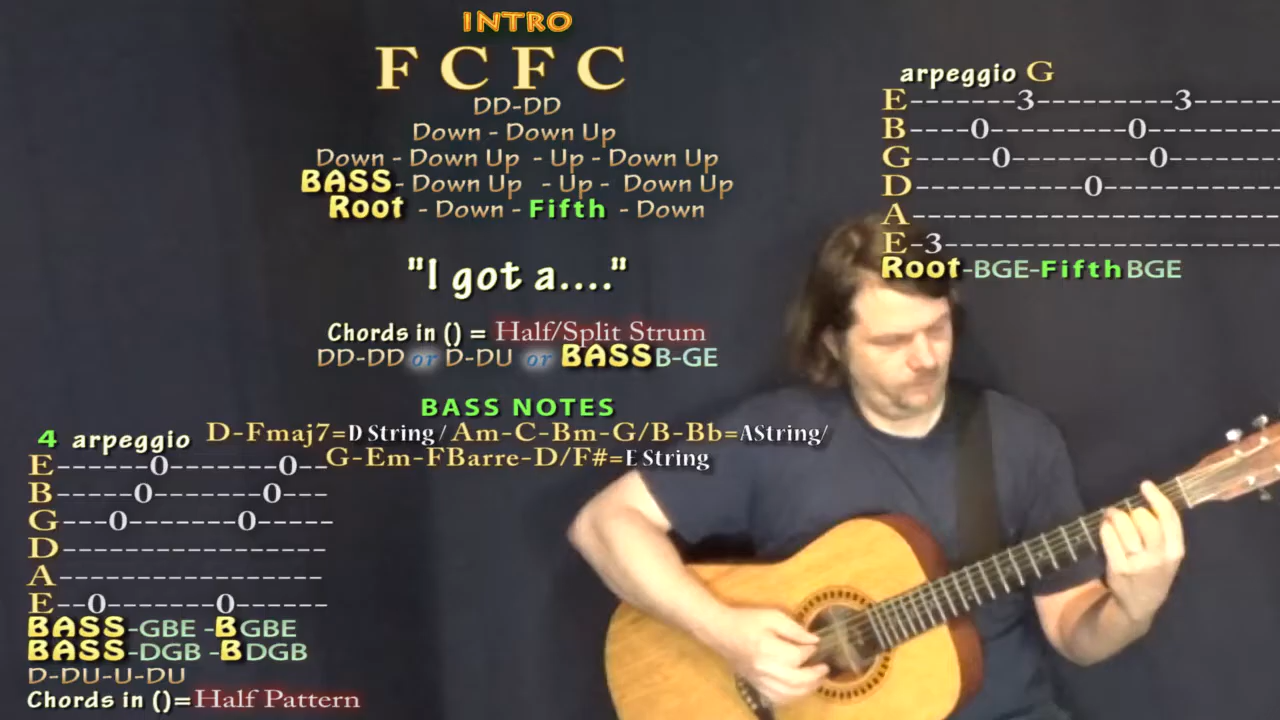 INTRO
F C F C
DD-DD
Down - Down Up
Down - Down Up - Up - Down Up
BASS - Down Up - Up - Down Up
Root - Down - Fifth - Down
"I got a...."
Chords in () = Half/Split Strum
DD-DD or D-DU or BASS B-GE
BASS NOTES
D-Fmaj7=D String / Am-C-Bm-G/B-Bb=AString/
G-Em-FBarre-D/F#=E String
arpeggio G
E-------3---------3------
B----0---------0---------
G------0---------0-------
D-----------0------------
A------------------------
E-3----------------------
Root-BGE-Fifth BGE
4 arpeggio
E------0-------0--
B-----0-------0---
G---0-------0-----
D----------------
A----------------
E--0-------0------
BASS-GBE -BGBE
BASS-DGB -BDGB
D-DU-U-DU
Chords in ()=Half Pattern